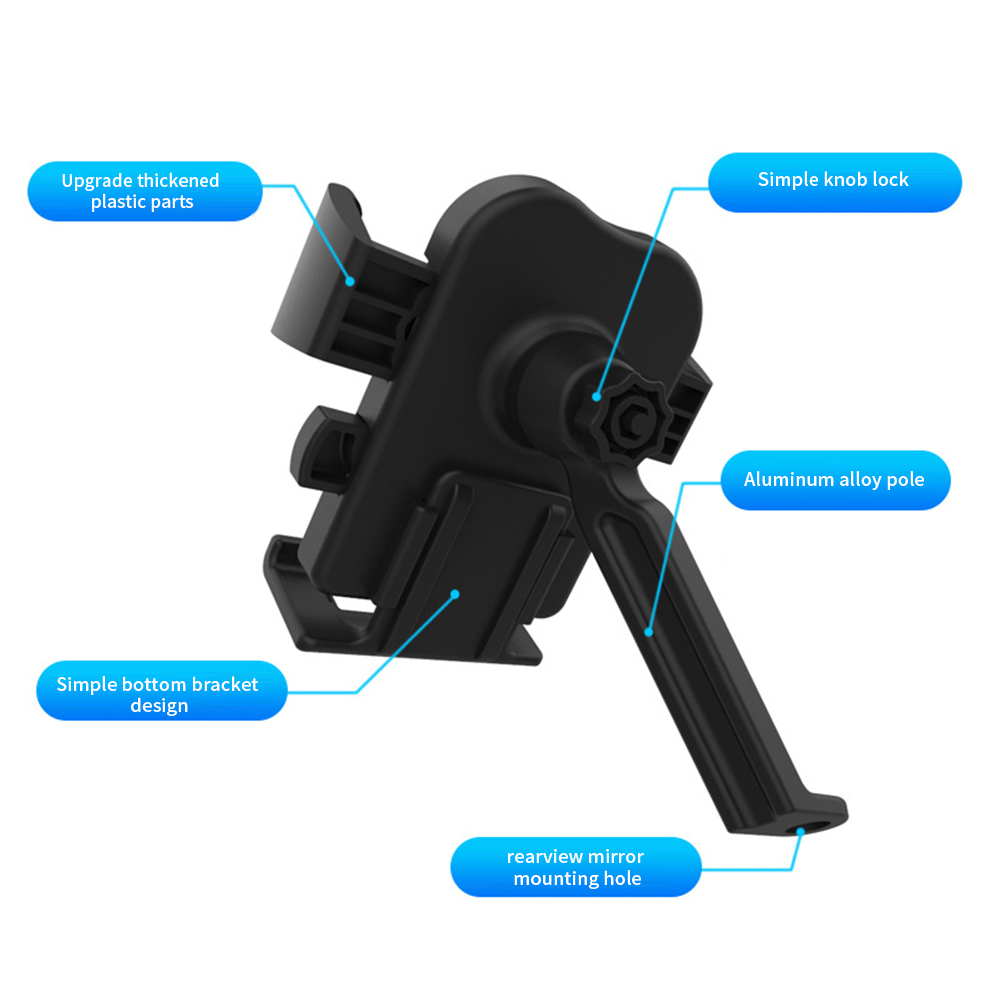 Upgrade thickened
plastic parts
Simple knob lock
Aluminum alloy pole
Simple bottom bracket
design
rearview mirror
mounting hole